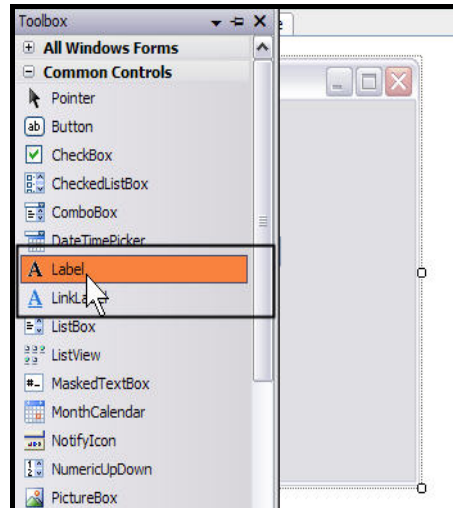 Toolbox
All Windows Forms
Common Controls
Pointer
ab Button
CheckBox
CheckedListBox
ComboBox
DateTimePicker
A Label
A
ListBox
ListView
#_ MaskedTextBox
MonthCalendar
NotifyIcon
NumericUpDown
PictureBox